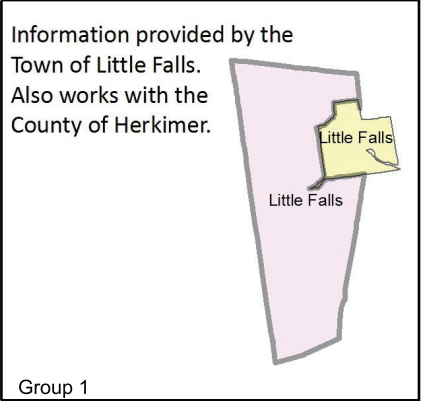 Information provided by the
Town of Little Falls.
Also works with the
County of Herkimer.
Little Falls
Little Falls
Group 1